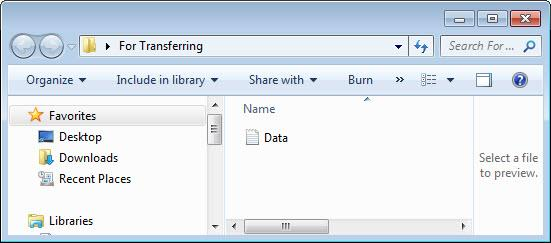 For Transferring
Search For ...
Organize Include in library Share with Burn »
Name
Favorites
Desktop
Downloads
Recent Places
Libraries
Data
Select a file
to preview.